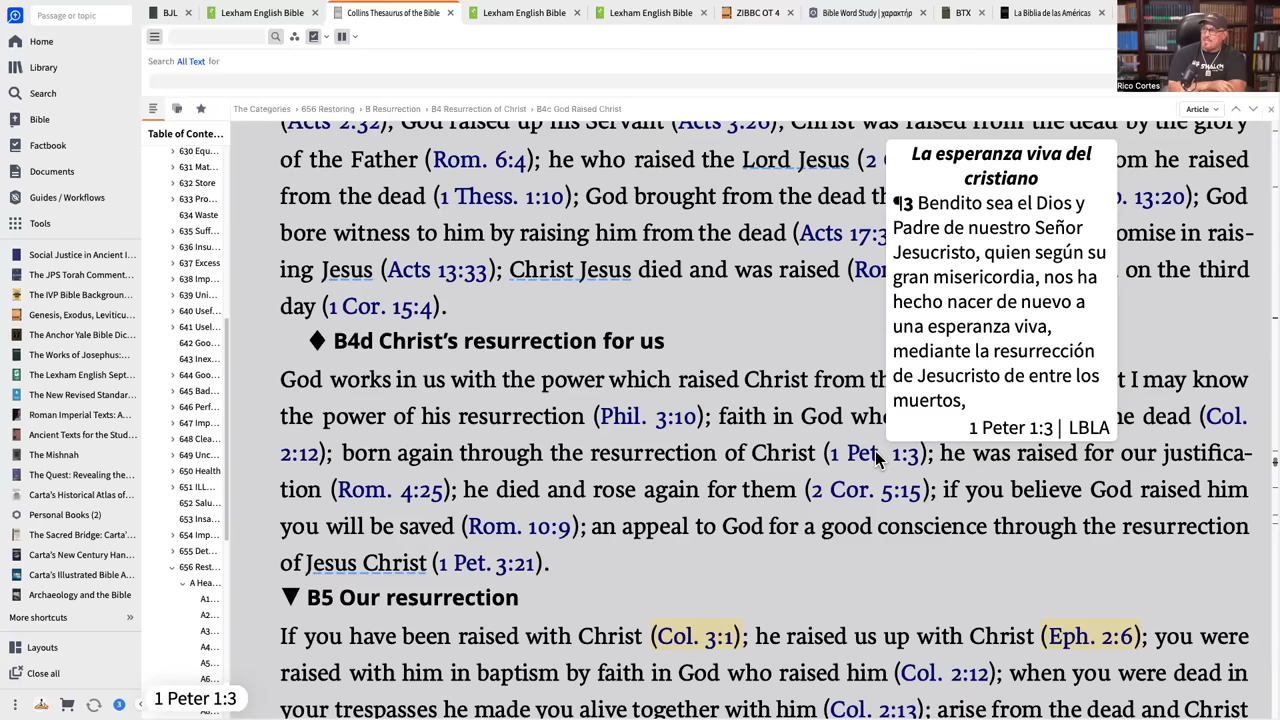 Passage or topic
BJL
Lexham English Bible
Collins Thesaurus of the Bible
Lexham English Bible
Lexham English Bible
ZIBBC OT 4
Bible Word Study | χαρακτήρ
BTX
La Biblia de las Américas
Home
Library
Search
Bible
Factbook
Documents
Guides / Workflows
Tools
Social Justice in Ancient I...
The JPS Torah Comment...
The IVP Bible Backgroun...
Genesis, Exodus, Leviticu...
The Anchor Yale Bible Dic...
The Works of Josephus:...
The Lexham English Sept...
The New Revised Standar...
Roman Imperial Texts: A...
Ancient Texts for the Stud...
The Mishnah
The Quest: Revealing the...
Carta's Historical Atlas of...
Personal Books (2)
The Sacred Bridge: Carta'...
Carta's New Century Han...
Carta's Illustrated Bible A...
Archaeology and the Bible
More shortcuts »
Layouts
Close all
3
Search All Text for
Rico Cortes
The Categories › 656 Restoring › B Resurrection › B4 Resurrection of Christ › B4c God Raised Christ
Article
Table of Conte...
630 Equ...
631 Mat...
632 Store
633 Pro...
634 Waste
635 Suff...
636 Insu...
637 Excess
638 Imp...
639 Uni...
640 Usef...
641 Usel...
642 Goo...
643 Inex...
644 Goo...
645 Bad...
646 Perf...
647 Imp...
648 Clea...
649 Unc...
650 Health
651 ILL...
652 Salu...
653 Insa...
654 Imp...
655 Det...
656 Rest...
A Hea...
A1...
A2...
A3...
A4...
A5...
A6...
(Acts 2:32); God raised up his Servant (Acts 3:26); Christ was raised from the dead by the glory
of the Father (Rom. 6:4); he who raised the Lord Jesus (2 om he raised
from the dead (1 Thess. 1:10); God brought from the dead th b. 13:20); God
bore witness to him by raising him from the dead (Acts 17:3 omise in rais-
ing Jesus (Acts 13:33); Christ Jesus died and was raised (Ro on the third
day (1 Cor. 15:4).
♦ B4d Christ’s resurrection for us
God works in us with the power which raised Christ from th t I may know
the power of his resurrection (Phil. 3:10); faith in God wh e dead (Col.
2:12); born again through the resurrection of Christ (1 Pet. 1:3); he was raised for our justifica-
tion (Rom. 4:25); he died and rose again for them (2 Cor. 5:15); if you believe God raised him
you will be saved (Rom. 10:9); an appeal to God for a good conscience through the resurrection
of Jesus Christ (1 Pet. 3:21).
▼ B5 Our resurrection
If you have been raised with Christ (Col. 3:1); he raised us up with Christ (Eph. 2:6); you were
raised with him in baptism by faith in God who raised him (Col. 2:12); when you were dead in
your trespasses he made you alive together with him (Col. 2:13); arise from the dead and Christ
La esperanza viva del
cristiano
¶3 Bendito sea el Dios y
Padre de nuestro Señor
Jesucristo, quien según su
gran misericordia, nos ha
hecho nacer de nuevo a
una esperanza viva,
mediante la resurrección
de Jesucristo de entre los
muertos,
1 Peter 1:3 | LBLA
1 Peter 1:3